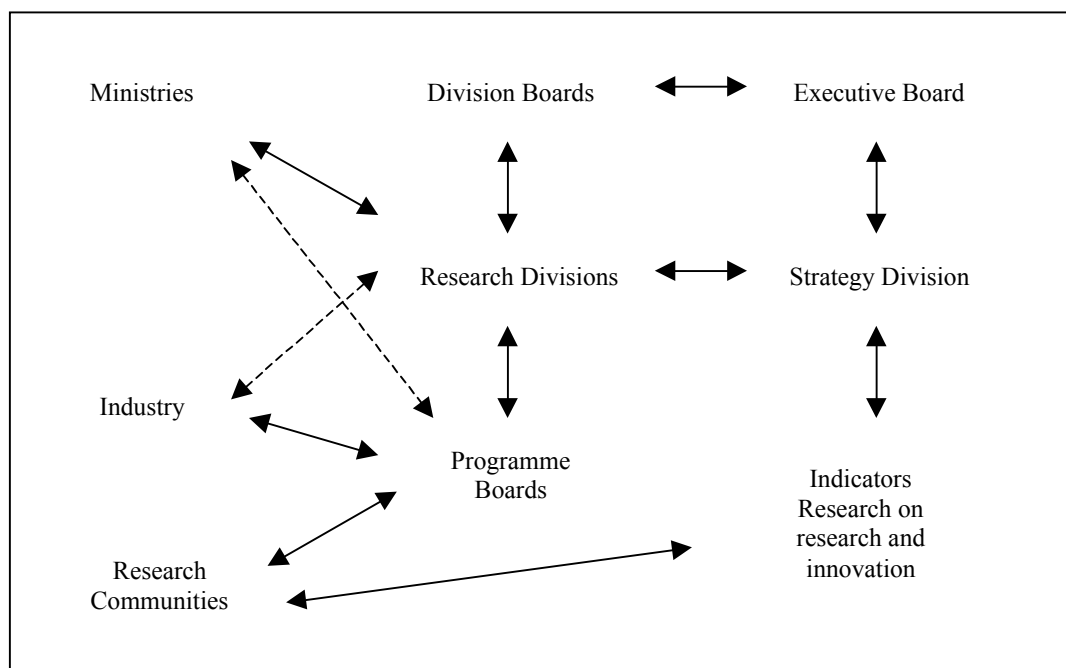 Ministries
Division Boards
Executive Board
Research Divisions
Strategy Division
Industry
Programme
Boards
Indicators
Research on
research and
innovation
Research
Communities